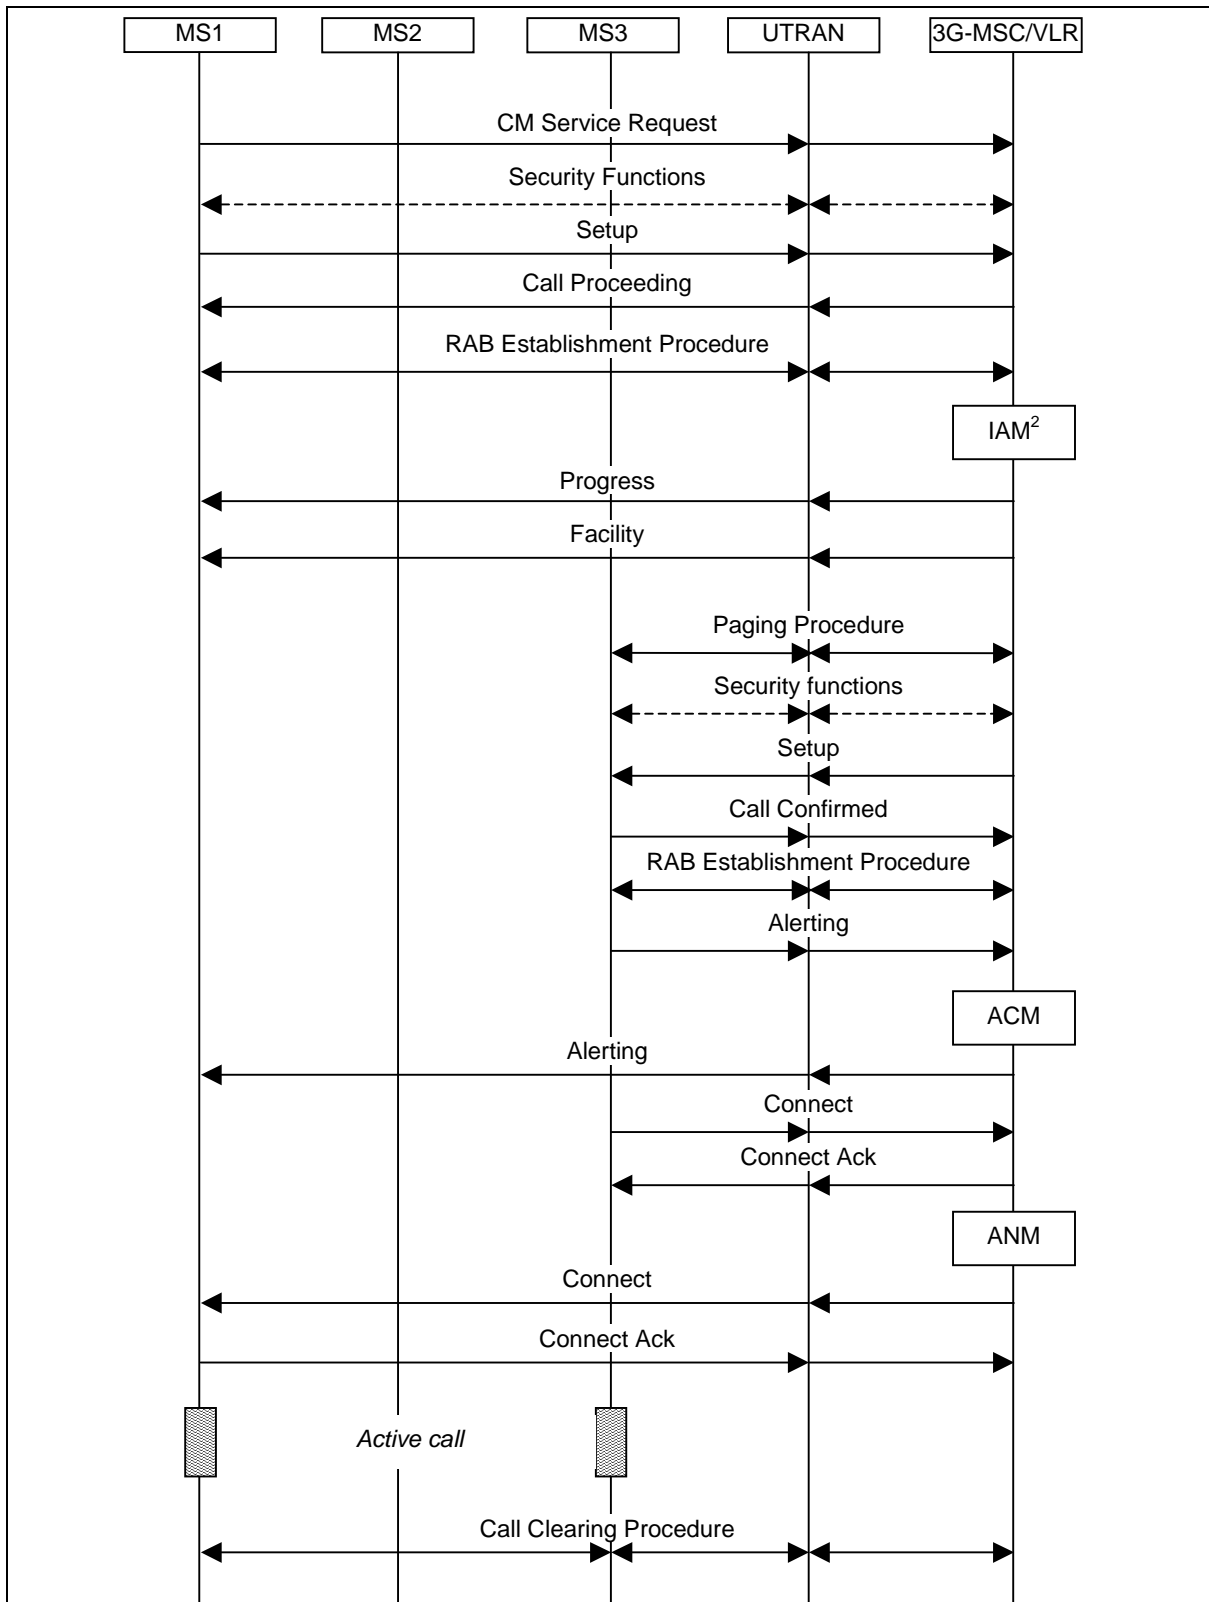 MS1 MS2 MS3 UTRAN 3G-MSC/VLR
CM Service Request
Security Functions
Setup
Call Proceeding
RAB Establishment Procedure
IAM²
Progress
Facility
Paging Procedure
Security functions
Setup
Call Confirmed
RAB Establishment Procedure
Alerting
ACM
Alerting
Connect
Connect Ack
ANM
Connect
Connect Ack
Active call
Call Clearing Procedure